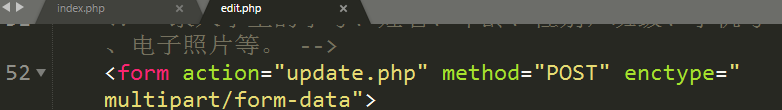 index.php × edit.php ×
、电子照片等。 -->
52 <form action="update.php" method="POST" enctype="
multipart/form-data">